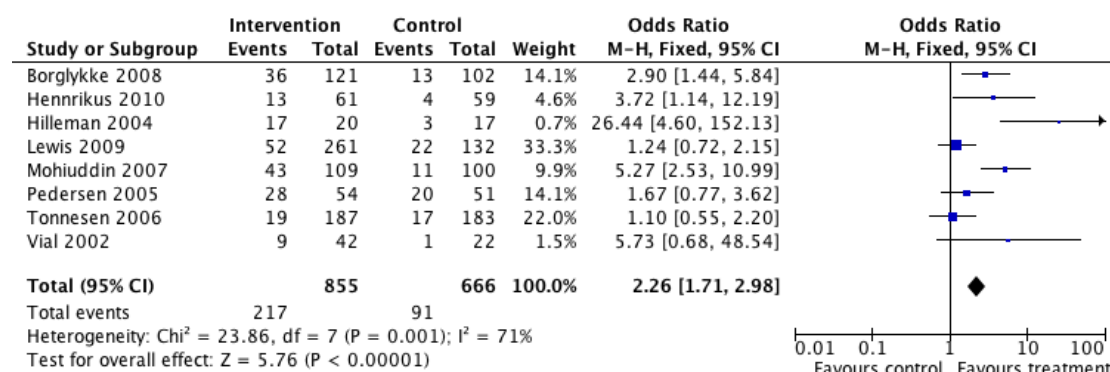 Intervention Control Odds Ratio Odds Ratio
Study or Subgroup Events Total Events Total Weight M-H, Fixed, 95% CI M-H, Fixed, 95% CI
Borglykke 2008 36 121 13 102 14.1% 2.90 [1.44, 5.84]
Hennrikus 2010 13 61 4 59 4.6% 3.72 [1.14, 12.19]
Hilleman 2004 17 20 3 17 0.7% 26.44 [4.60, 152.13]
Lewis 2009 52 261 22 132 33.3% 1.24 [0.72, 2.15]
Mohiuddin 2007 43 109 11 100 9.9% 5.27 [2.53, 10.99]
Pedersen 2005 28 54 20 51 14.1% 1.67 [0.77, 3.62]
Tonnesen 2006 19 187 17 183 22.0% 1.10 [0.55, 2.20]
Vial 2002 9 42 1 22 1.5% 5.73 [0.68, 48.54]
Total (95% CI) 855 666 100.0% 2.26 [1.71, 2.98]
Total events 217 91
Heterogeneity: Chi² = 23.86, df = 7 (P = 0.001); I² = 71%
Test for overall effect: Z = 5.76 (P < 0.00001)
0.01 0.1 1 10 100
Favours control Favours treatment